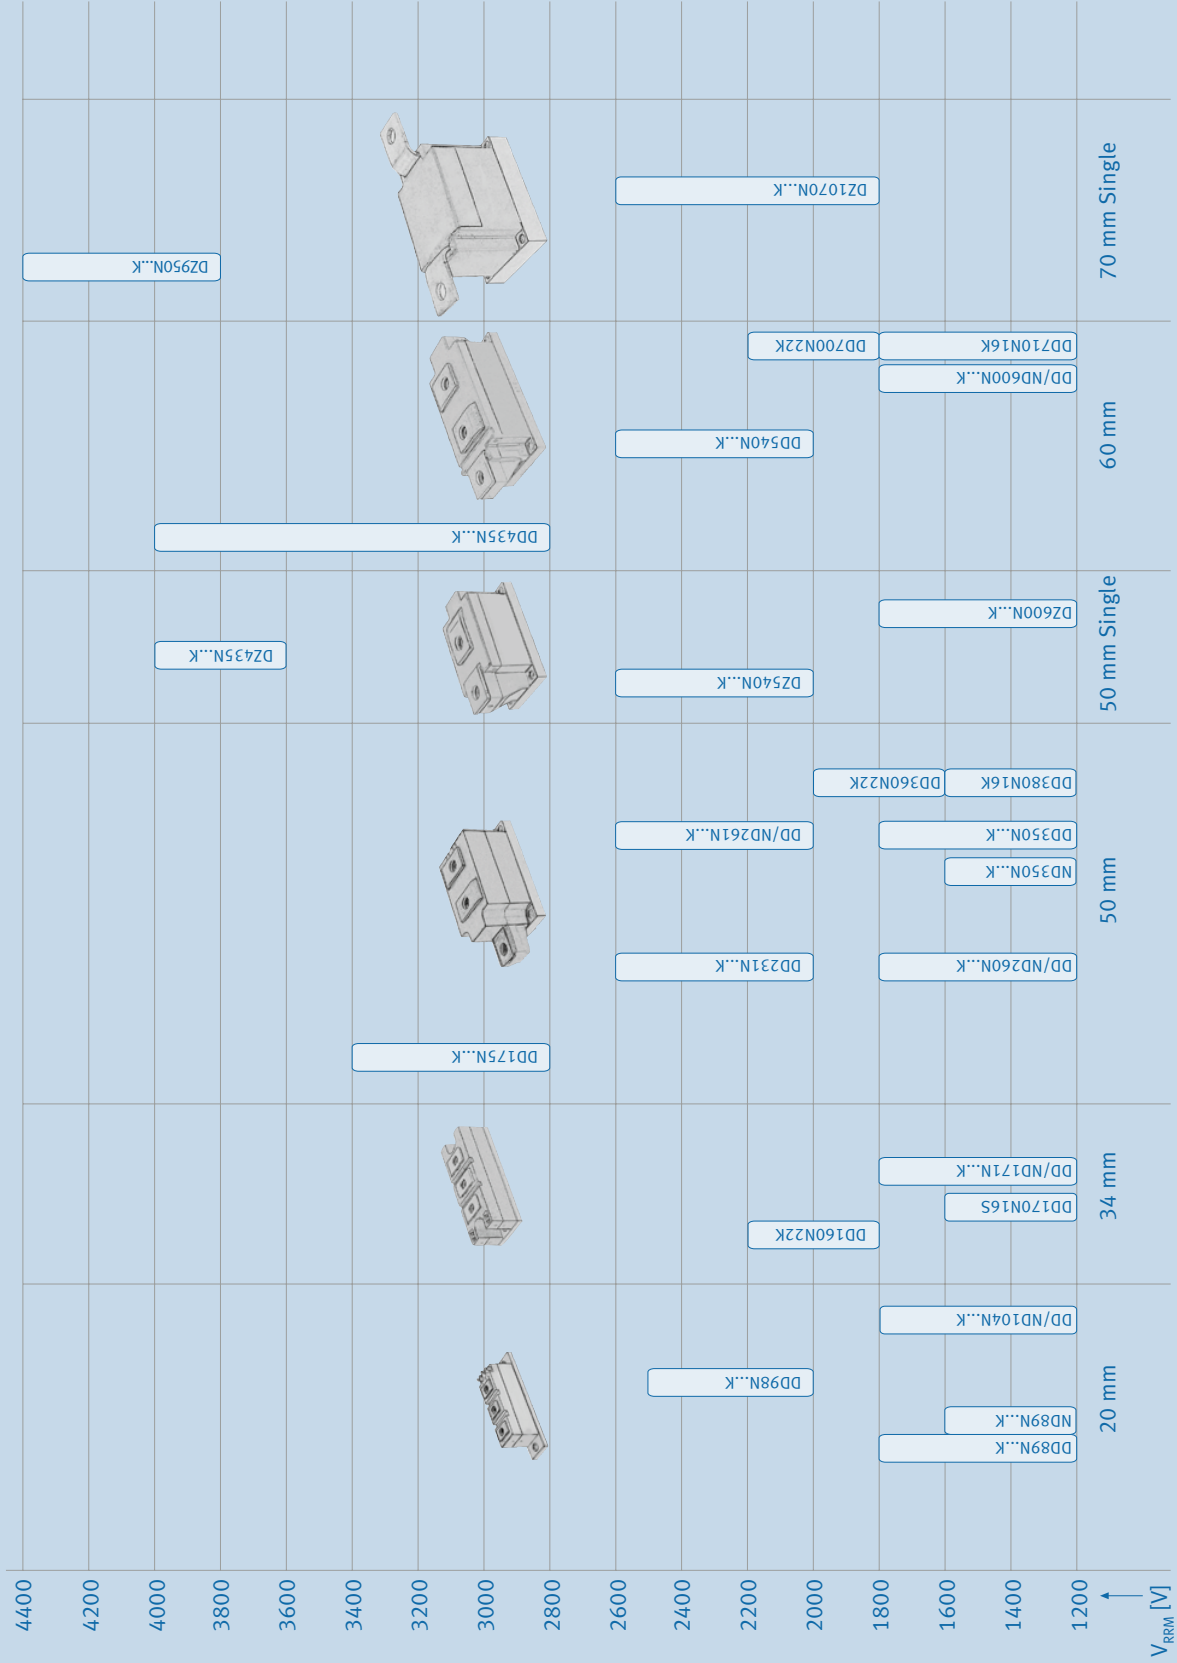 4400
4200
4000
3800
3600
3400
3200
3000
2800
2600
2400
2200
2000
1800
1600
1400
1200
VRRM [V]
20 mm
DD98N...K
DD89N...K
ND89N...K
DD/ND104N...K
34 mm
DD160N22K
DD170N16S
DD/ND171N...K
50 mm
DD175N...K
DD231N...K
DD/ND260N...K
DD/ND261N...K
ND350N...K
DD350N...K
DD360N22K
DD380N16K
50 mm Single
DZ435N...K
DZ540N...K
DZ600N...K
60 mm
DD435N...K
DD540N...K
DD/ND600N...K
DD700N22K
DD710N16K
70 mm Single
DZ950N...K
DZ1070N...K